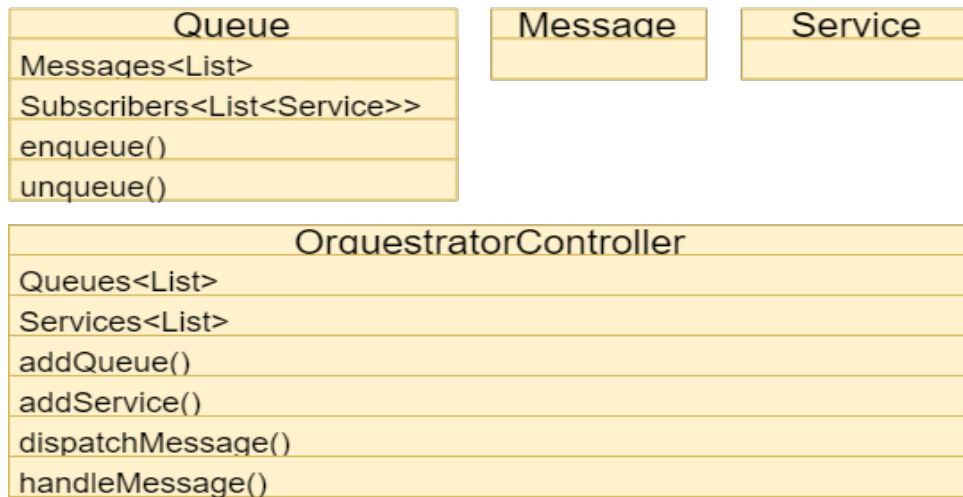 Queue
Messages<List>
Subscribers<List<Service>>
enqueue()
unqueue()
Message
Service
OrquestratorController
Queues<List>
Services<List>
addQueue()
addService()
dispatchMessage()
handleMessage()